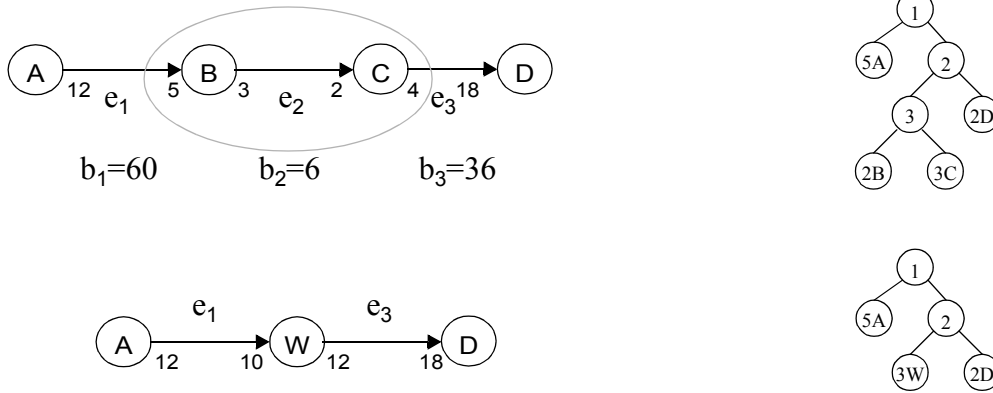 A 12 e₁ 5 B 3 e₂ 2 C 4 e₃ 18 D
b₁=60 b₂=6 b₃=36
1
5A 2
3 2D
2B 3C
e₁ e₃
A 12 10 W 12 18 D
1
5A 2
3W 2D